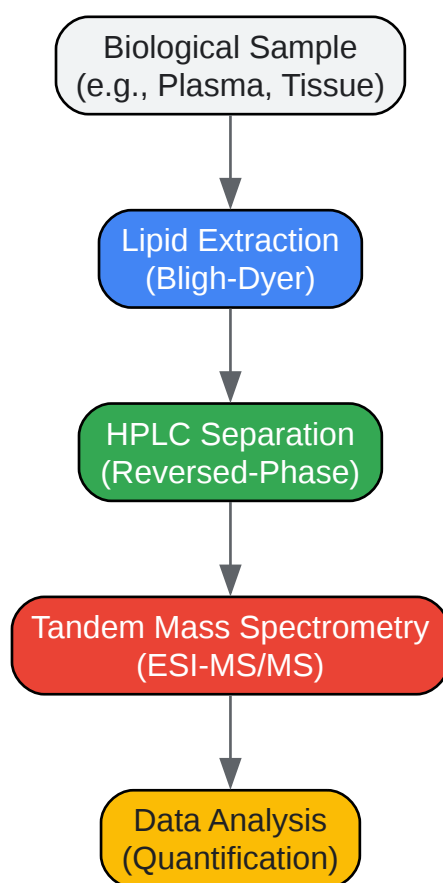 Biological Sample
(e.g., Plasma, Tissue)
Lipid Extraction
(Bligh-Dyer)
HPLC Separation
(Reversed-Phase)
Tandem Mass Spectrometry
(ESI-MS/MS)
Data Analysis
(Quantification)